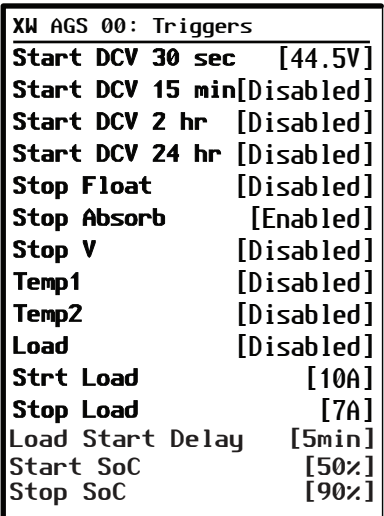 XW AGS 00: Triggers
Start DCV 30 sec [44.5V]
Start DCV 15 min[Disabled]
Start DCV 2 hr [Disabled]
Start DCV 24 hr [Disabled]
Stop Float [Disabled]
Stop Absorb [Enabled]
Stop V [Disabled]
Temp1 [Disabled]
Temp2 [Disabled]
Load [Disabled]
Strt Load [10A]
Stop Load [7A]
Load Start Delay [5min]
Start SoC [50%]
Stop SoC [90%]